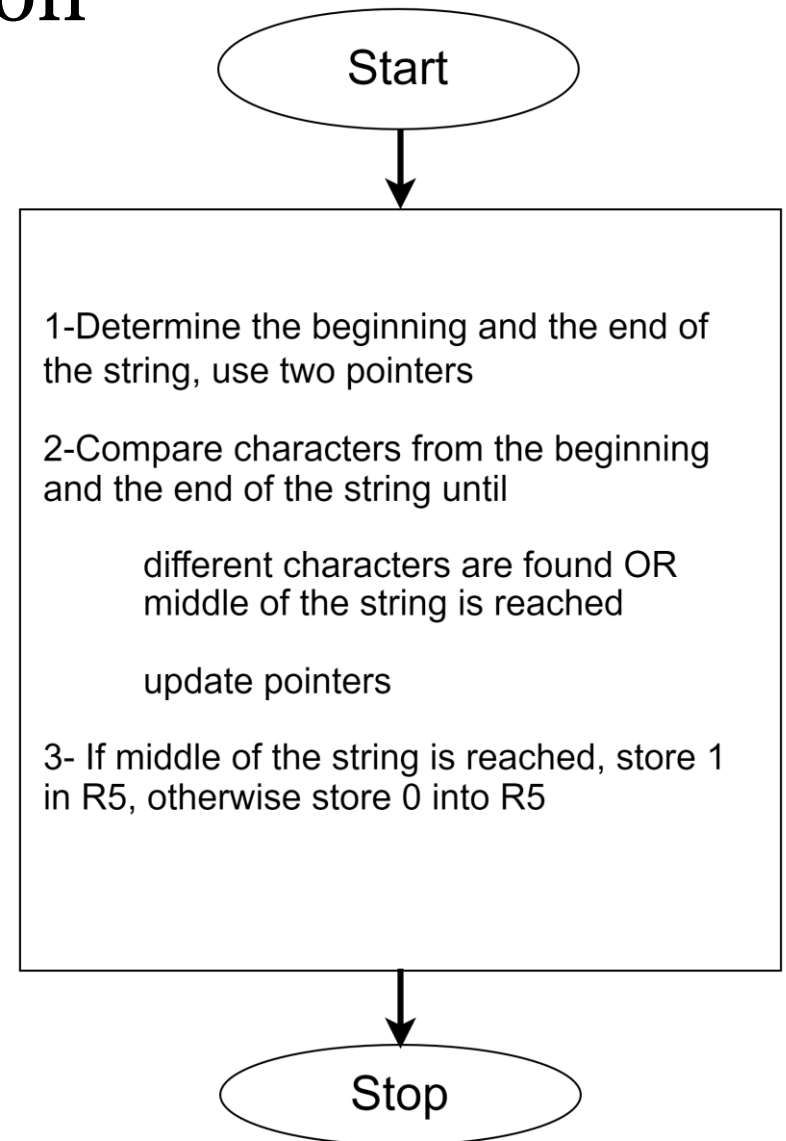 on
Start
1-Determine the beginning and the end of
the string, use two pointers
2-Compare characters from the beginning
and the end of the string until
different characters are found OR
middle of the string is reached
update pointers
3- If middle of the string is reached, store 1
in R5, otherwise store 0 into R5
Stop